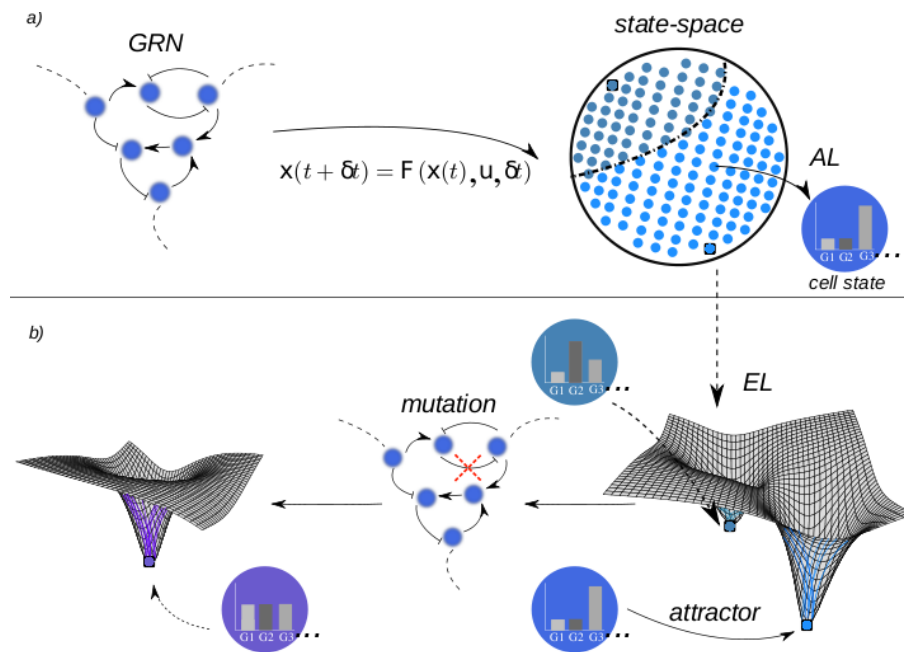 a)
GRN
state-space
x(t + δt) = F(x(t), u, δt)
AL
G1 G2 G3...
cell state
b)
EL
G1 G2 G3...
mutation
attractor
G1 G2 G3...
G1 G2 G3...